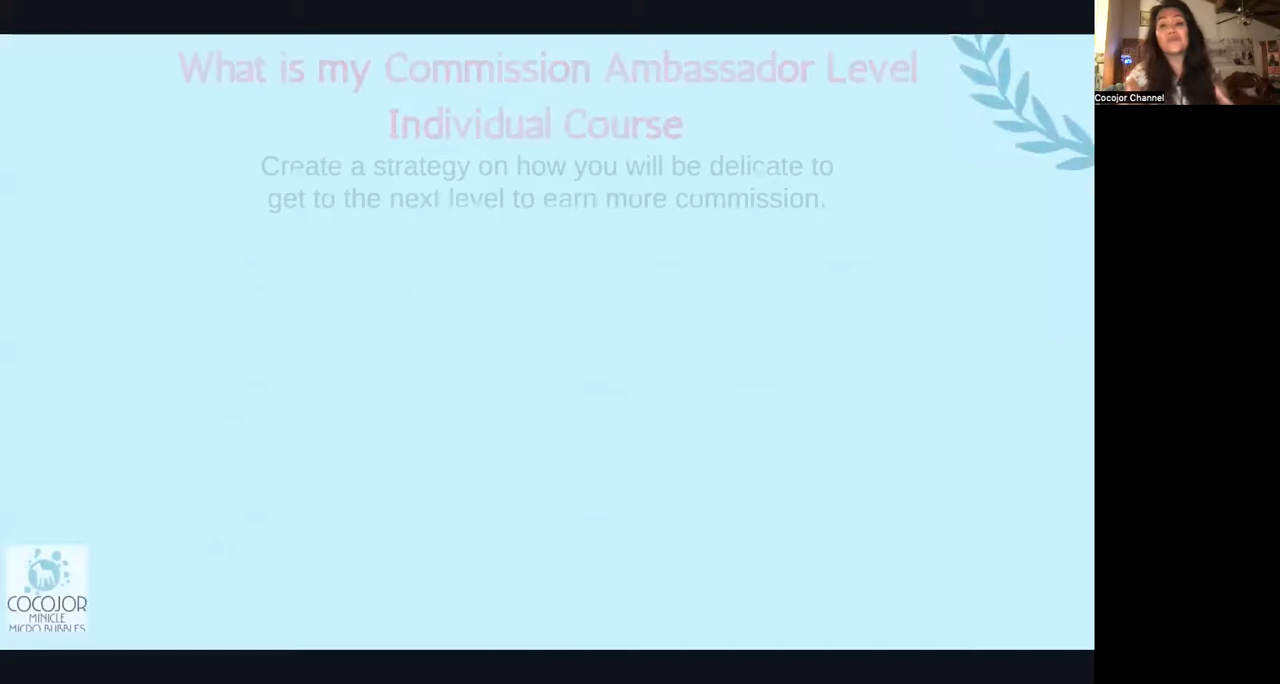 What is my Commission Ambassador Level
Individual Course
Create a strategy on how you will be delicate to
get to the next level to earn more commission.
Cocojor Channel
COCOJOR
MINICLE
MICRO BUBBLES